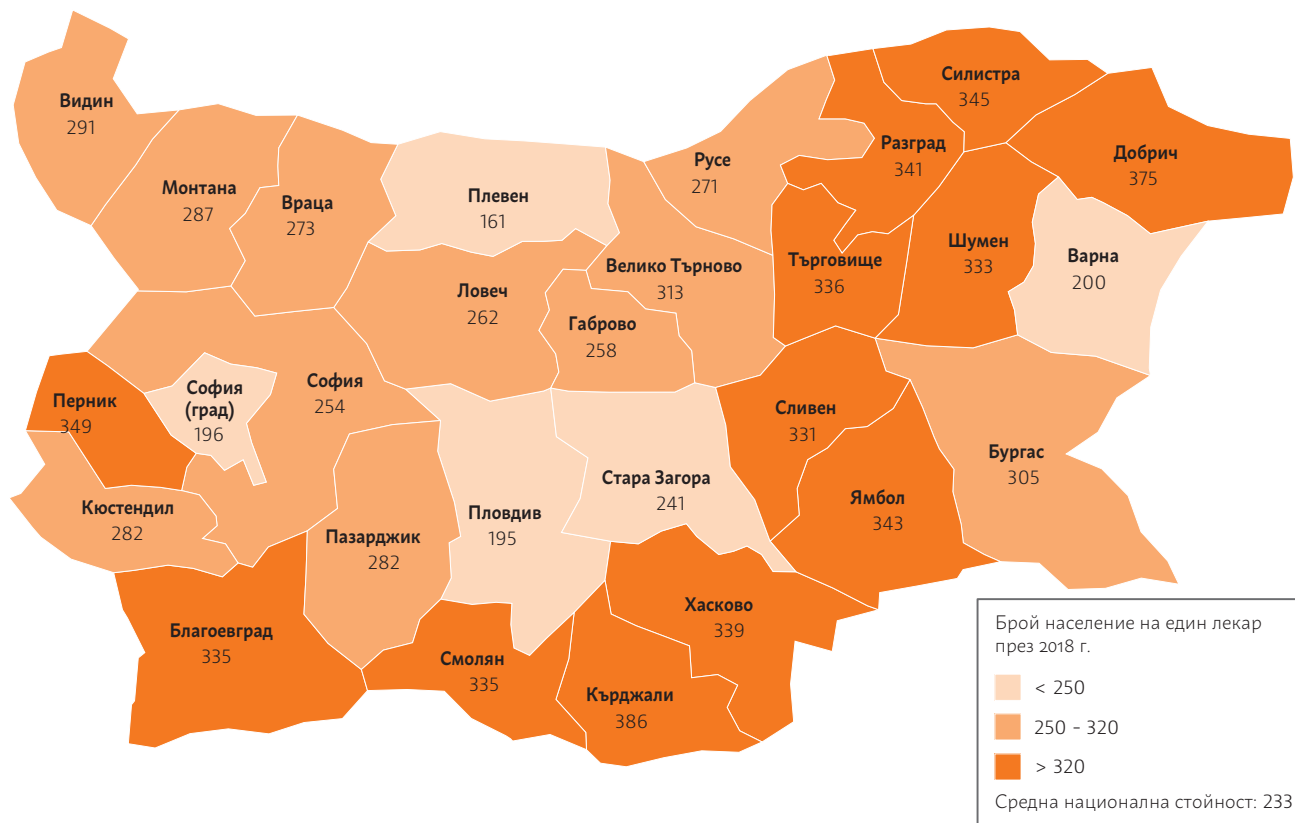 Видин
291
Монтана
287
Враца
273
Плевен
161
Русе
271
Силистра
345
Разград
341
Добрич
375
Търговище
336
Шумен
333
Варна
200
Велико Търново
313
Ловеч
262
Габрово
258
Перник
349
София
(град)
196
София
254
Кюстендил
282
Пазарджик
282
Пловдив
195
Стара Загора
241
Сливен
331
Ямбол
343
Бургас
305
Благоевград
335
Смолян
335
Кърджали
386
Хасково
339
Брой население на един лекар
през 2018 г.
< 250
250 - 320
> 320
Средна национална стойност: 233